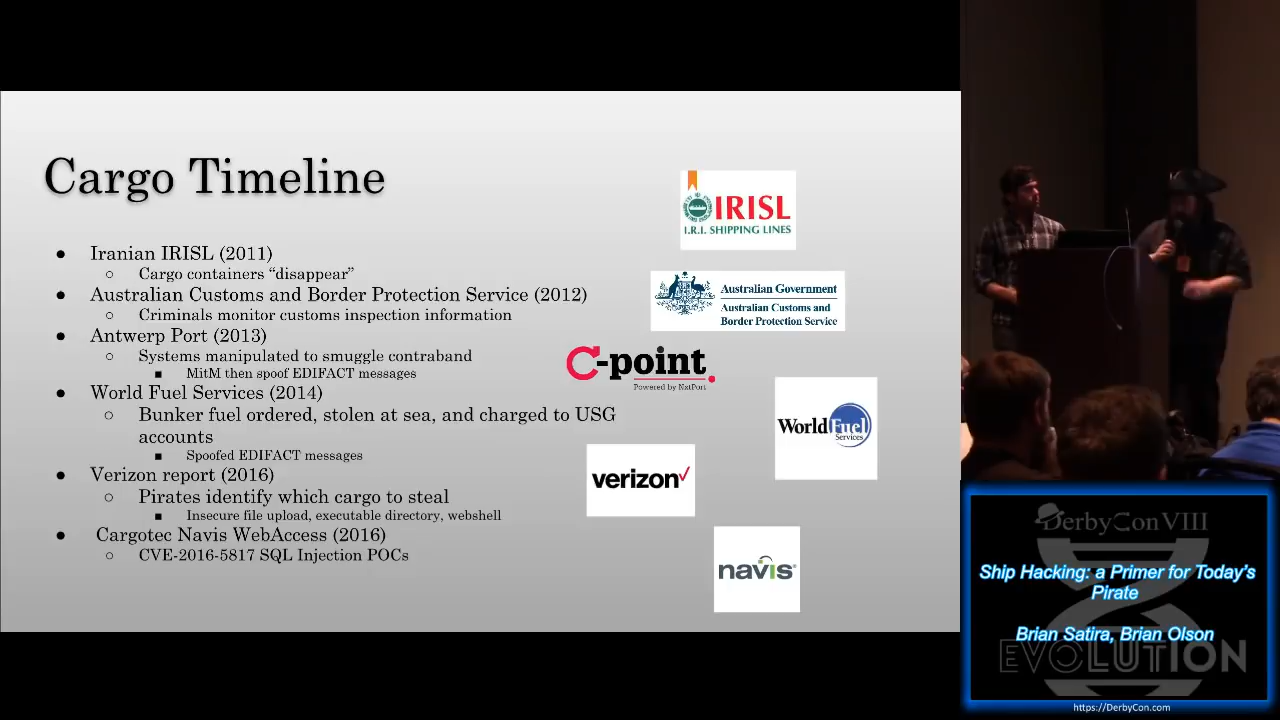 Cargo Timeline
● Iranian IRISL (2011)
○ Cargo containers “disappear”
● Australian Customs and Border Protection Service (2012)
○ Criminals monitor customs inspection information
● Antwerp Port (2013)
○ Systems manipulated to smuggle contraband
■ MitM then spoof EDIFACT messages
● World Fuel Services (2014)
○ Bunker fuel ordered, stolen at sea, and charged to USG
accounts
■ Spoofed EDIFACT messages
● Verizon report (2016)
○ Pirates identify which cargo to steal
■ Insecure file upload, executable directory, webshell
● Cargotec Navis WebAccess (2016)
○ CVE-2016-5817 SQL Injection POCs
IRISL
I.R.I. SHIPPING LINES
Australian Government
Australian Customs and
Border Protection Service
C-point.
Powered by NxtPort
World Fuel
Services
verizon
navis
DerbyCon VIII
Ship Hacking: a Primer for Today’s
Pirate
Brian Satira, Brian Olson
EVOLUTION
https://DerbyCon.com